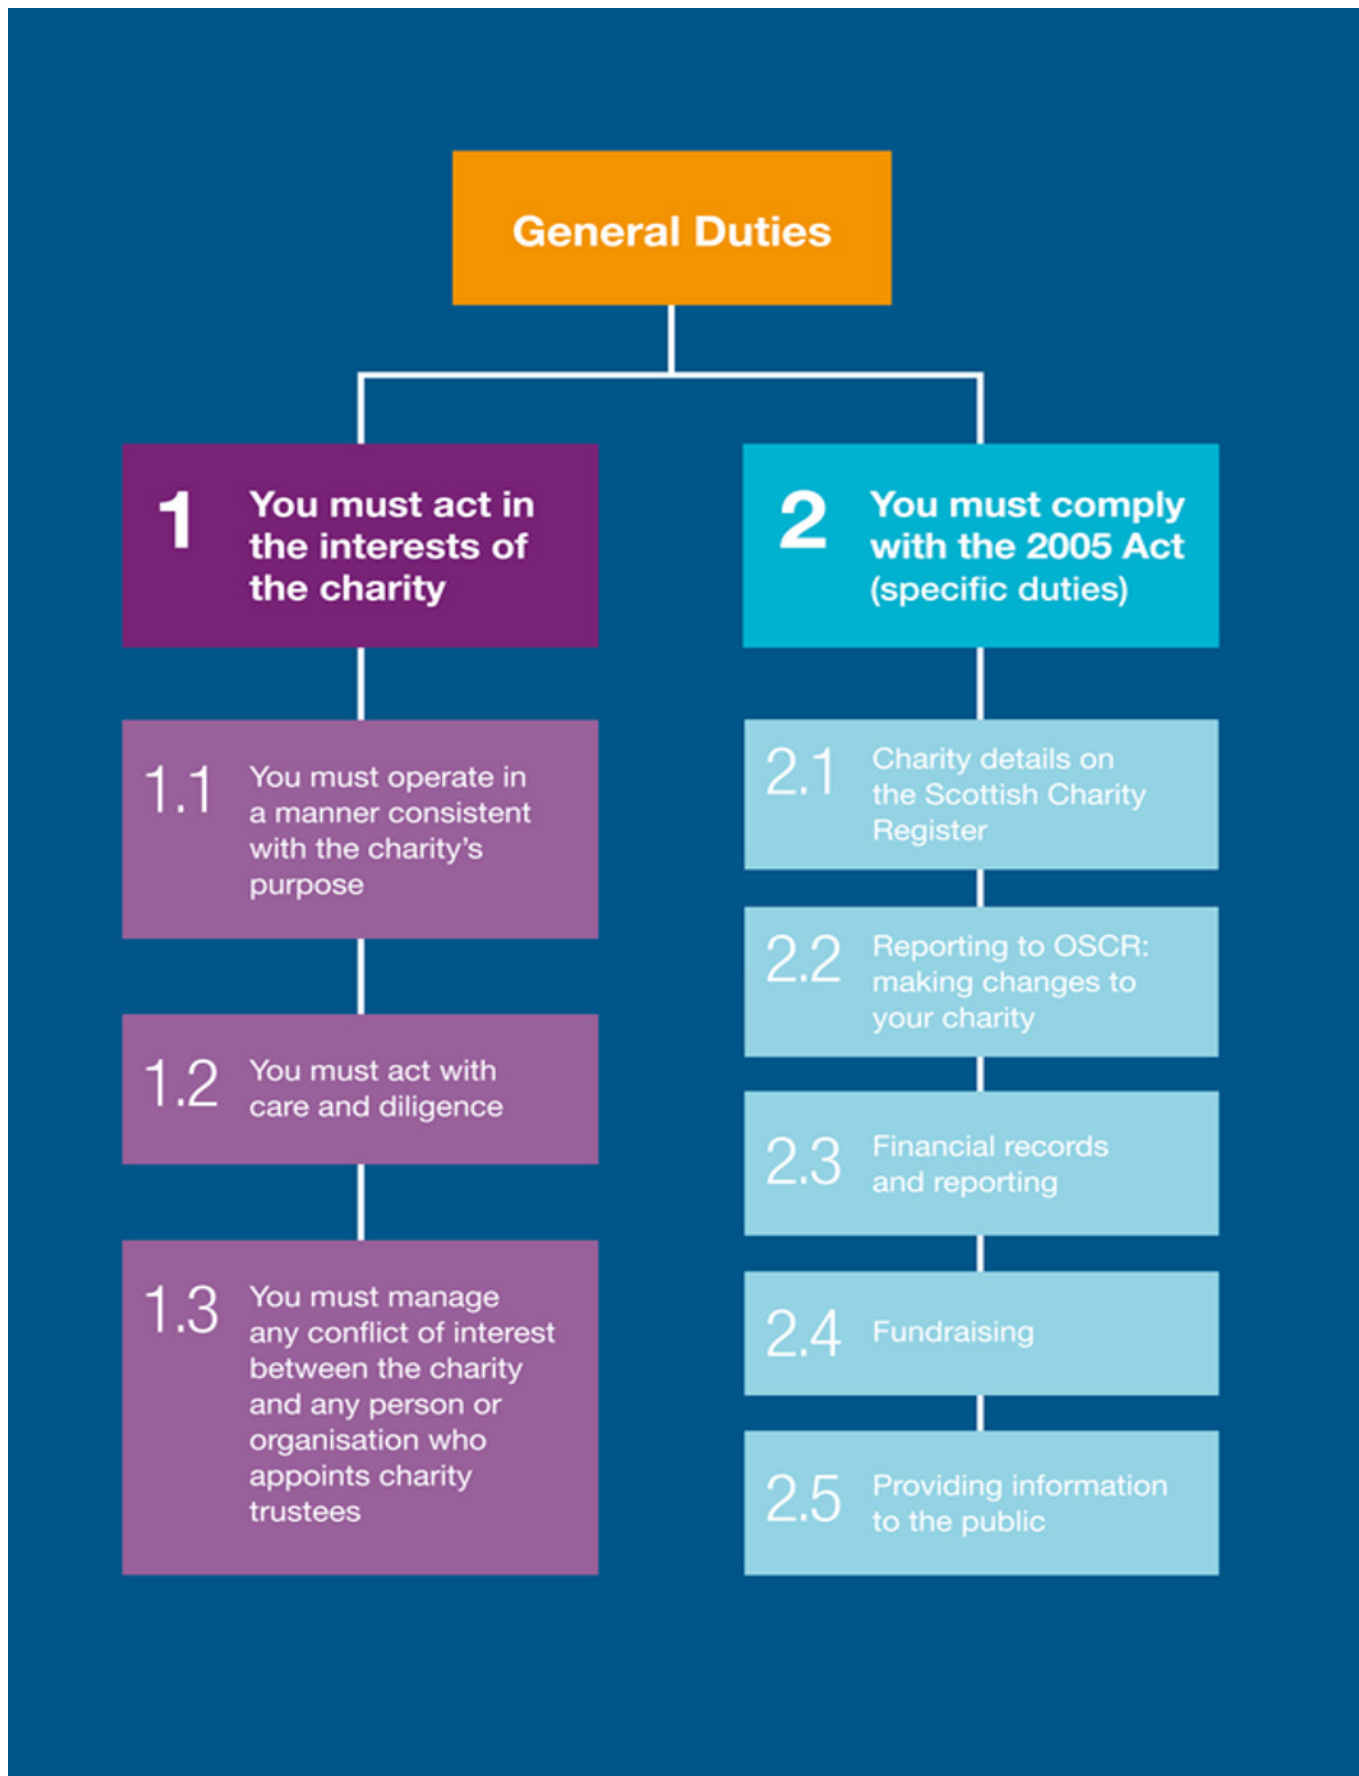 General Duties
1
You must act in
the interests of
the charity
1.1
You must operate in
a manner consistent
with the charity’s
purpose
1.2
You must act with
care and diligence
1.3
You must manage
any conflict of interest
between the charity
and any person or
organisation who
appoints charity
trustees
2
You must comply
with the 2005 Act
(specific duties)
2.1
Charity details on
the Scottish Charity
Register
2.2
Reporting to OSCR:
making changes to
your charity
2.3
Financial records
and reporting
2.4
Fundraising
2.5
Providing information
to the public